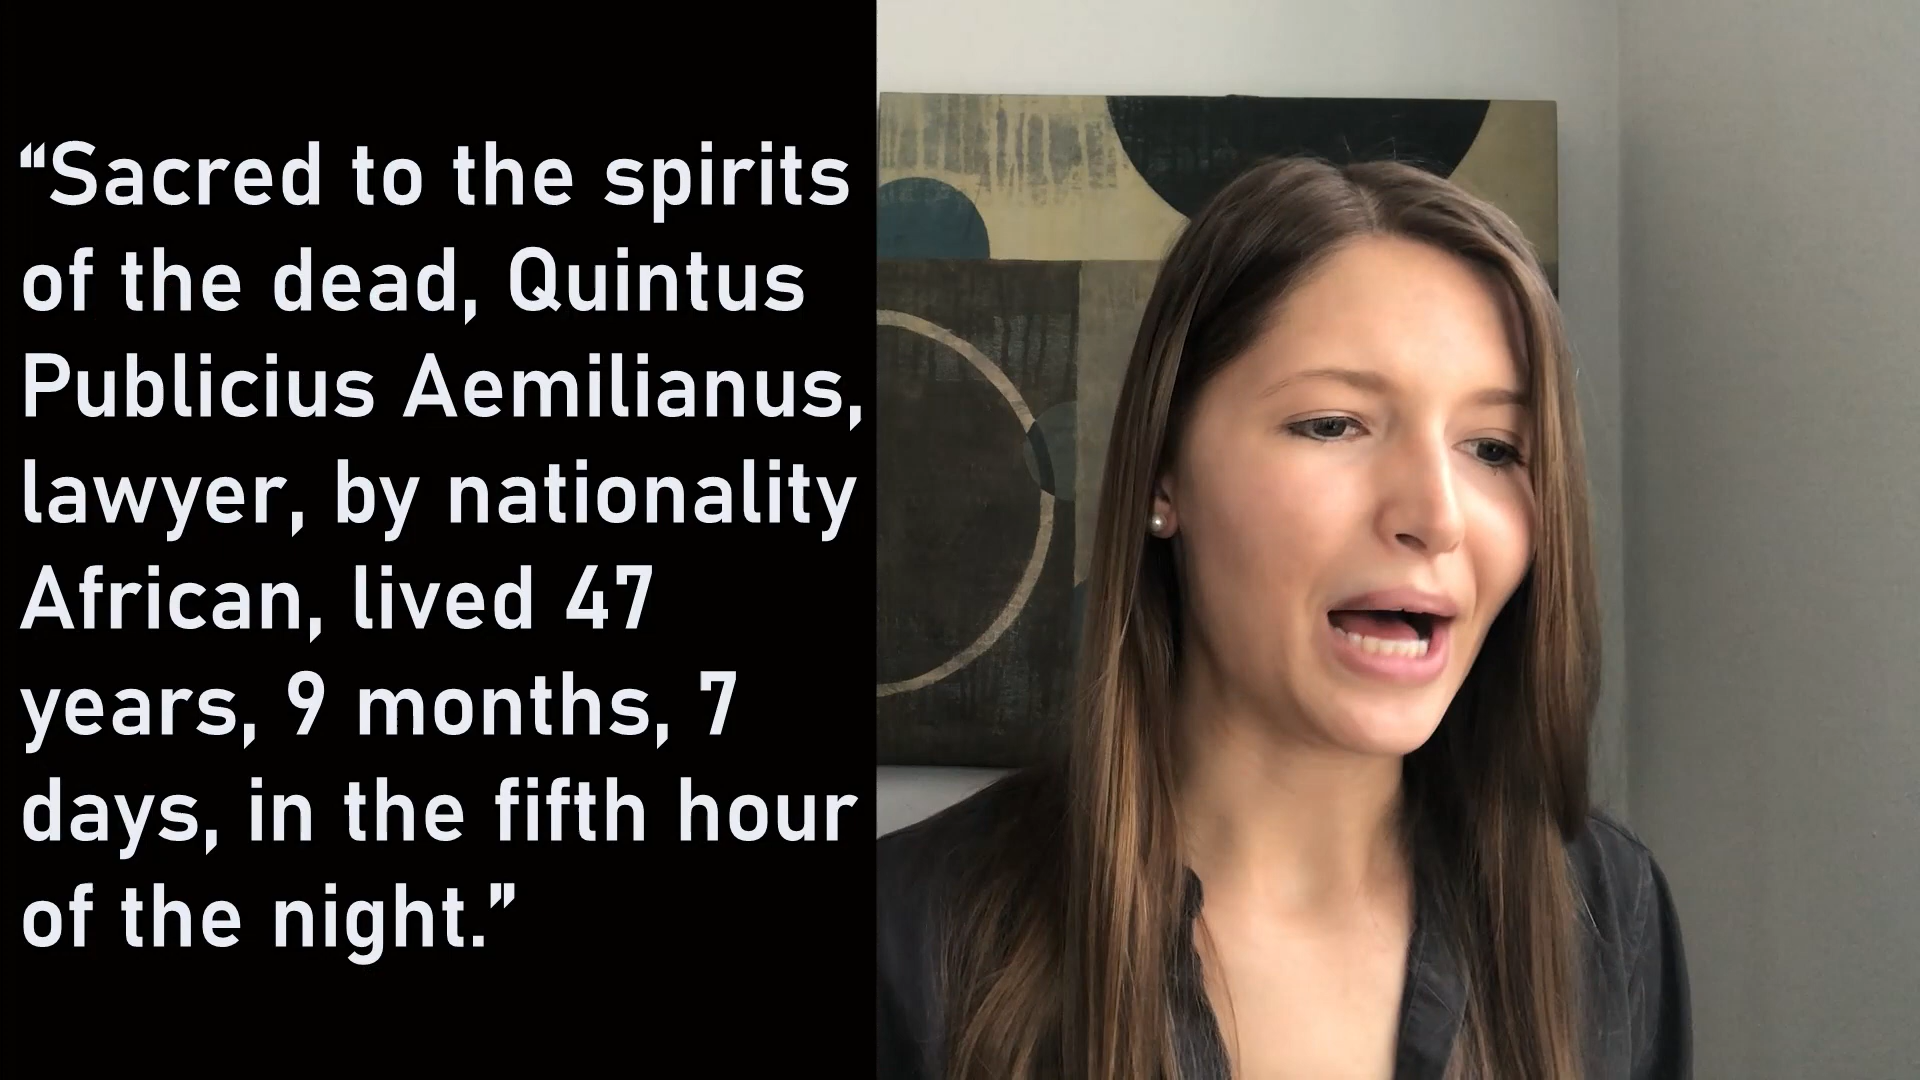 “Sacred to the spirits
of the dead, Quintus
Publicius Aemilianus,
lawyer, by nationality
African, lived 47
years, 9 months, 7
days, in the fifth hour
of the night.”